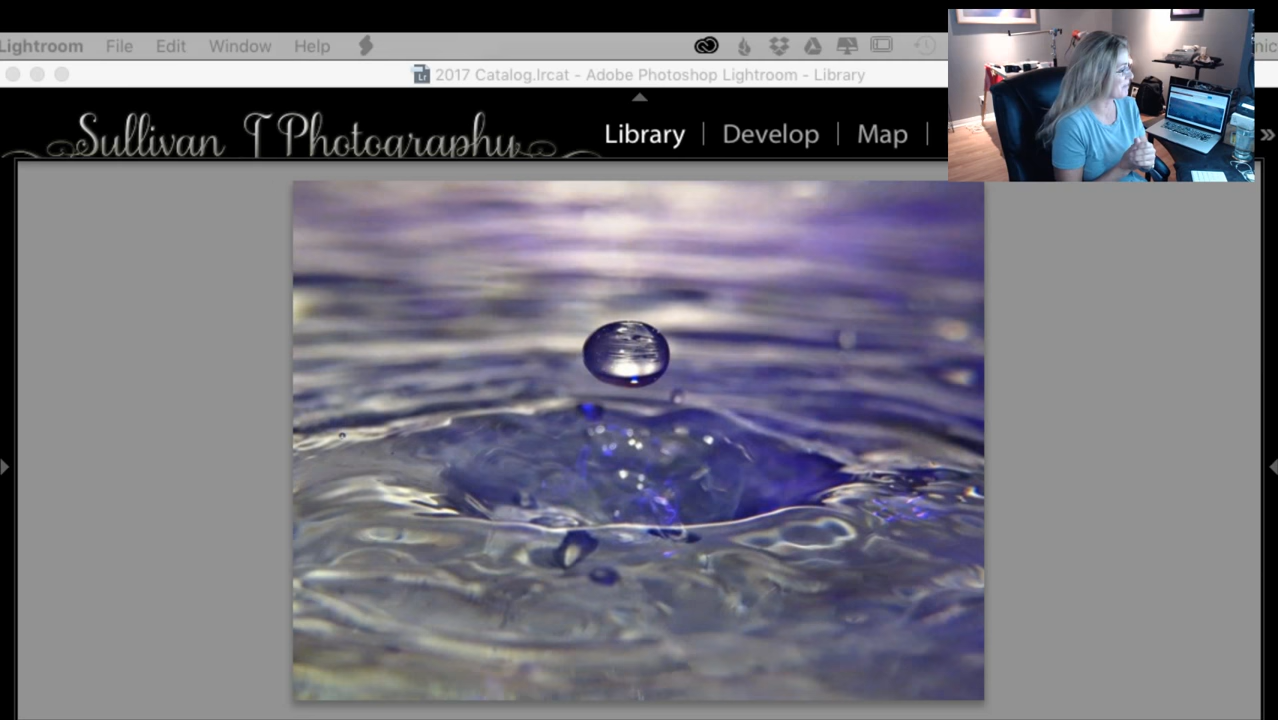 Lightroom File Edit Window Help
2017 Catalog.lrcat - Adobe Photoshop Lightroom - Library
Sullivan J Photography
Library | Develop | Map |